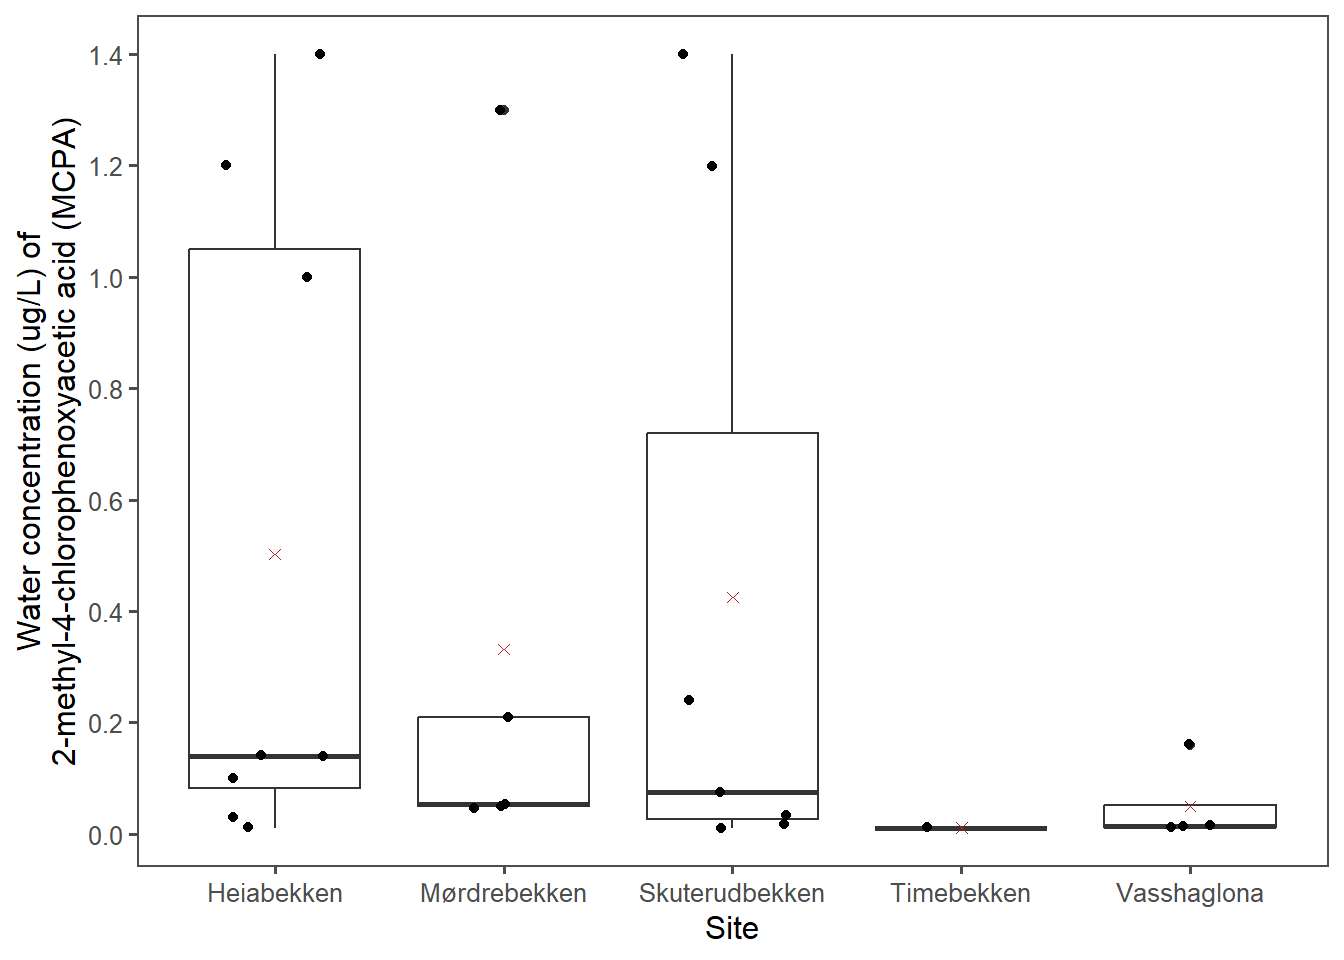 Water concentration (ug/L) of
2-methyl-4-chlorophenoxyacetic acid (MCPA)
1.4
1.2
1.0
0.8
0.6
0.4
0.2
0.0
Heiabekken Mørdrebekken Skuterudbekken Timebekken Vasshaglona
Site